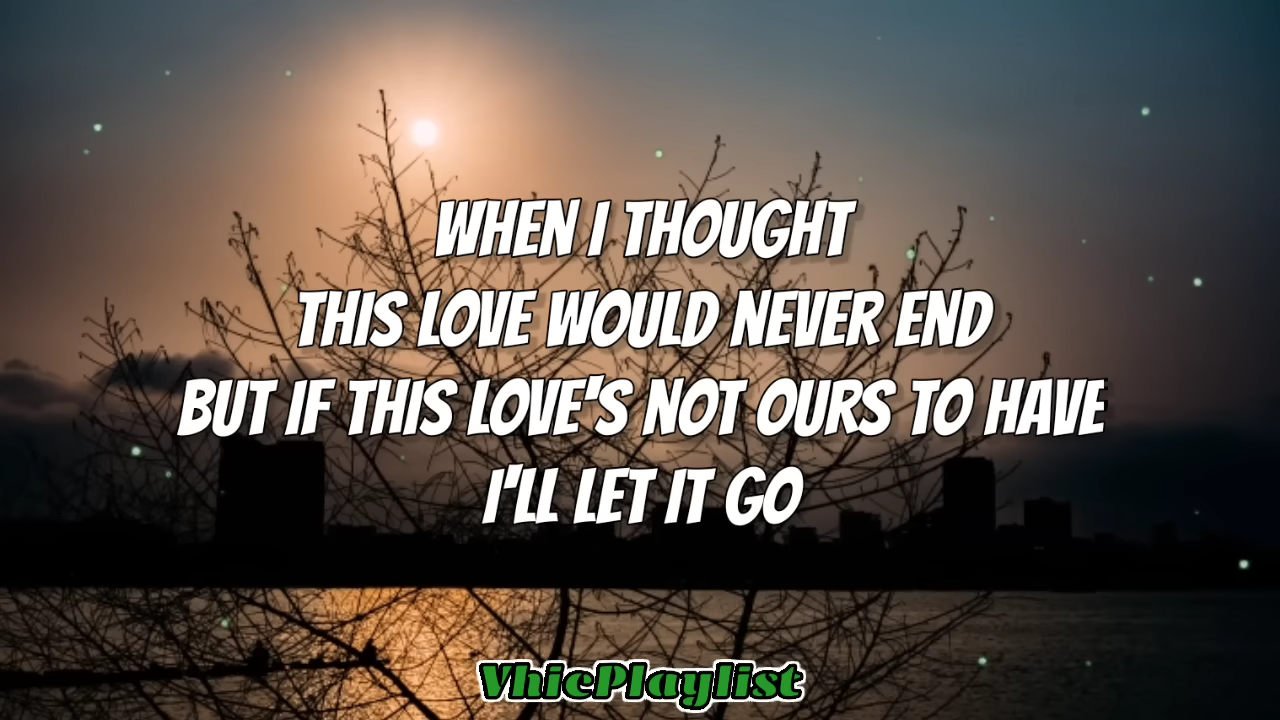 WHEN I THOUGHT
THIS LOVE WOULD NEVER END
BUT IF THIS LOVE'S NOT OURS TO HAVE
I'LL LET IT GO
VhicPlaylist